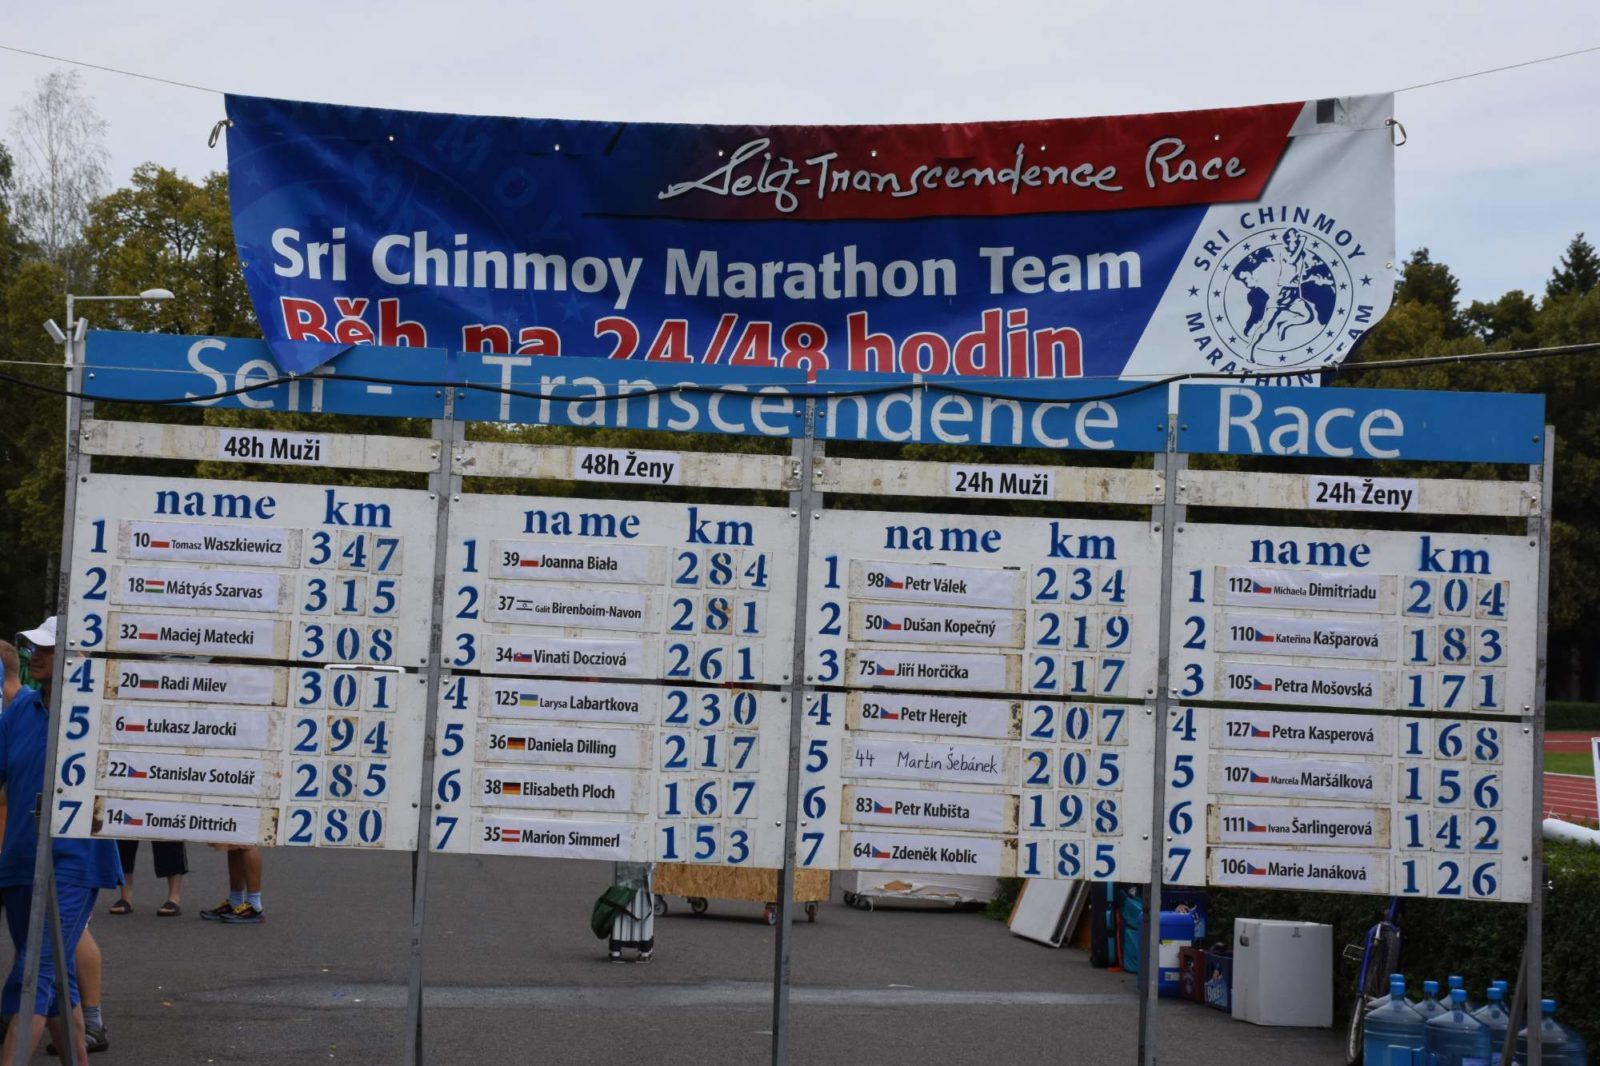 Self-Transcendence Race
Sri Chinmoy Marathon Team
Běh na 24/48 hodin
SRI CHINMOY
MARATHON TEAM
Self - Transcendence Race
48h Muži
name km
1 10 Tomasz Waszkiewicz 347
2 18 Mátyás Szarvas 315
3 32 Maciej Matecki 308
4 20 Radi Milev 301
5 6 Łukasz Jarocki 294
6 22 Stanislav Sotolář 285
7 14 Tomáš Dittrich 280
48h Ženy
name km
1 39 Joanna Biała 284
2 37 Galit Birenboim-Navon 281
3 34 Vinati Docziová 261
4 125 Larysa Labartkova 230
5 36 Daniela Dilling 217
6 38 Elisabeth Ploch 167
7 35 Marion Simmerl 153
24h Muži
name km
1 98 Petr Válek 234
2 50 Dušan Kopečný 219
3 75 Jiří Horčička 217
4 82 Petr Herejt 207
5 44 Martin Šebánek 205
6 83 Petr Kubišta 198
7 64 Zdeněk Koblic 185
24h Ženy
name km
1 112 Michaela Dimitriadu 204
2 110 Kateřina Kašparová 183
3 105 Petra Mošovská 171
4 127 Petra Kasperová 168
5 107 Marcela Maršálková 156
6 111 Ivana Šarlingerová 142
7 106 Marie Janáková 126